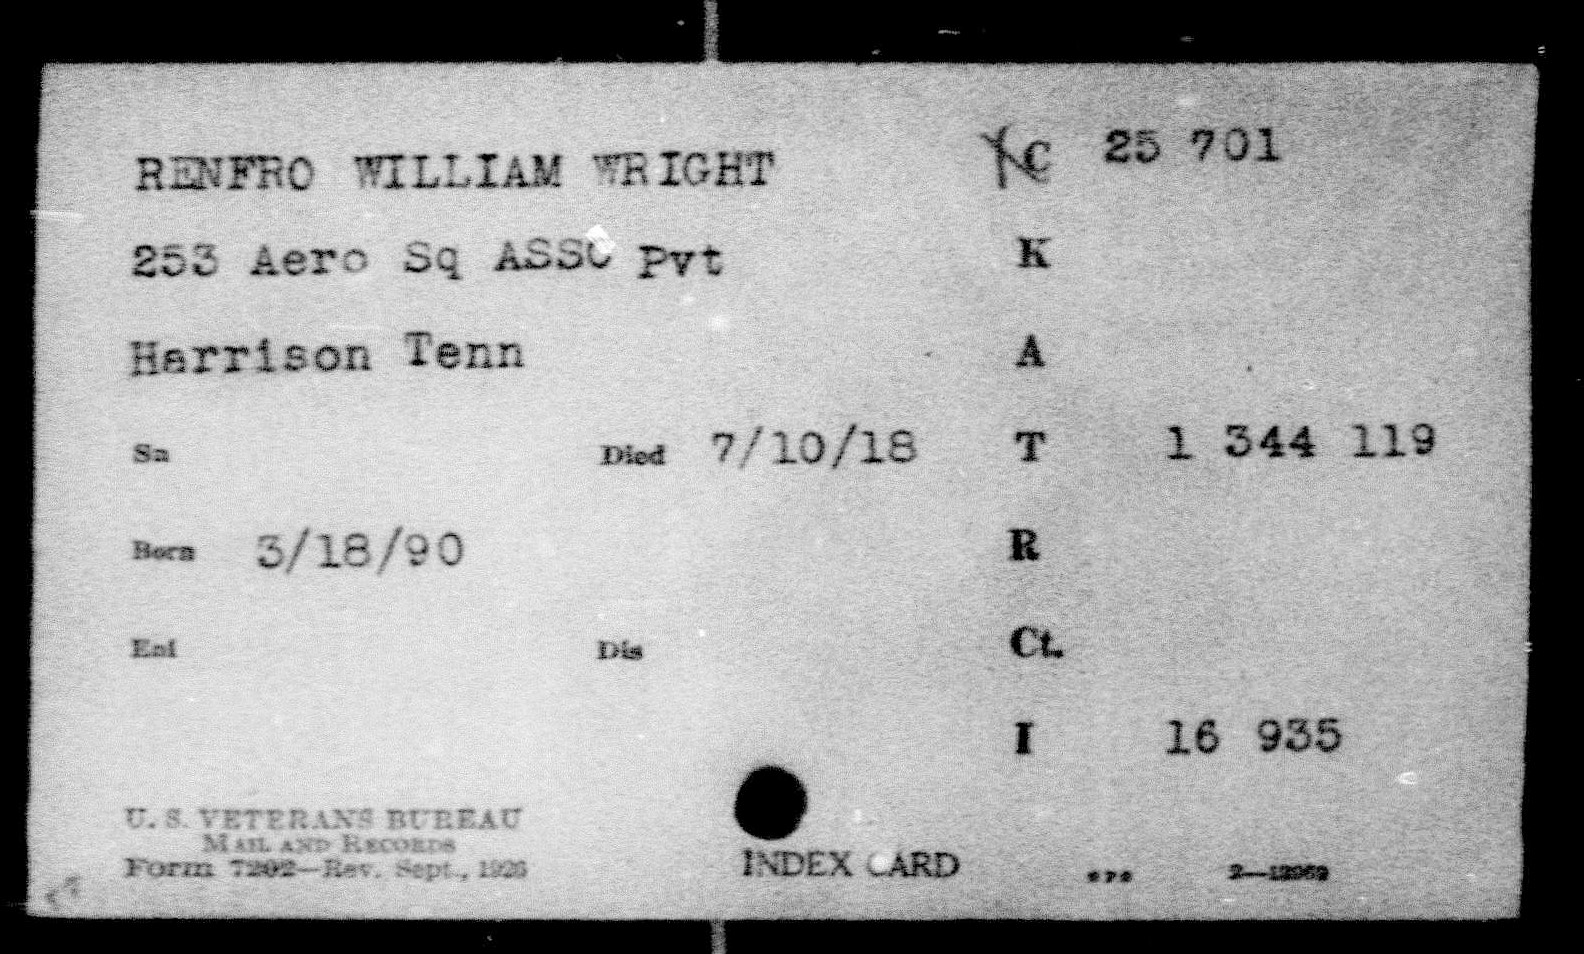 RENFRO WILLIAM WRIGHT XC 25 701
253 Aero Sq ASSC Pvt K
Harrison Tenn A
Sn Died 7/10/18 T 1 344 119
Born 3/18/90 R
Enl Dis Ct.
I 16 935
U. S. VETERANS BUREAU
MAIL AND RECORDS
Form 7202—Rev. Sept., 1926
INDEX CARD